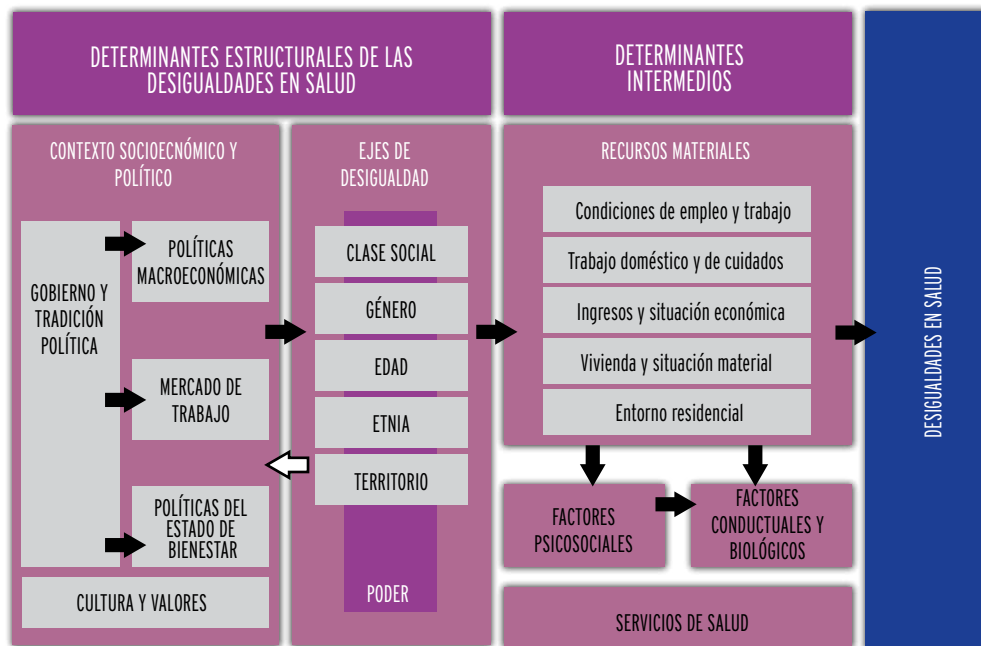 DETERMINANTES ESTRUCTURALES DE LAS
DESIGUALDADES EN SALUD
DETERMINANTES
INTERMEDIOS
CONTEXTO SOCIOECNÓMICO Y
POLÍTICO
GOBIERNO Y
TRADICIÓN
POLÍTICA
POLÍTICAS
MACROECONÓMICAS
MERCADO DE
TRABAJO
POLÍTICAS DEL
ESTADO DE
BIENESTAR
CULTURA Y VALORES
EJES DE
DESIGUALDAD
CLASE SOCIAL
GÉNERO
EDAD
ETNIA
TERRITORIO
PODER
RECURSOS MATERIALES
Condiciones de empleo y trabajo
Trabajo doméstico y de cuidados
Ingresos y situación económica
Vivienda y situación material
Entorno residencial
FACTORES
PSICOSOCIALES
FACTORES
CONDUCTUALES Y
BIOLÓGICOS
SERVICIOS DE SALUD
DESIGUALDADES EN SALUD